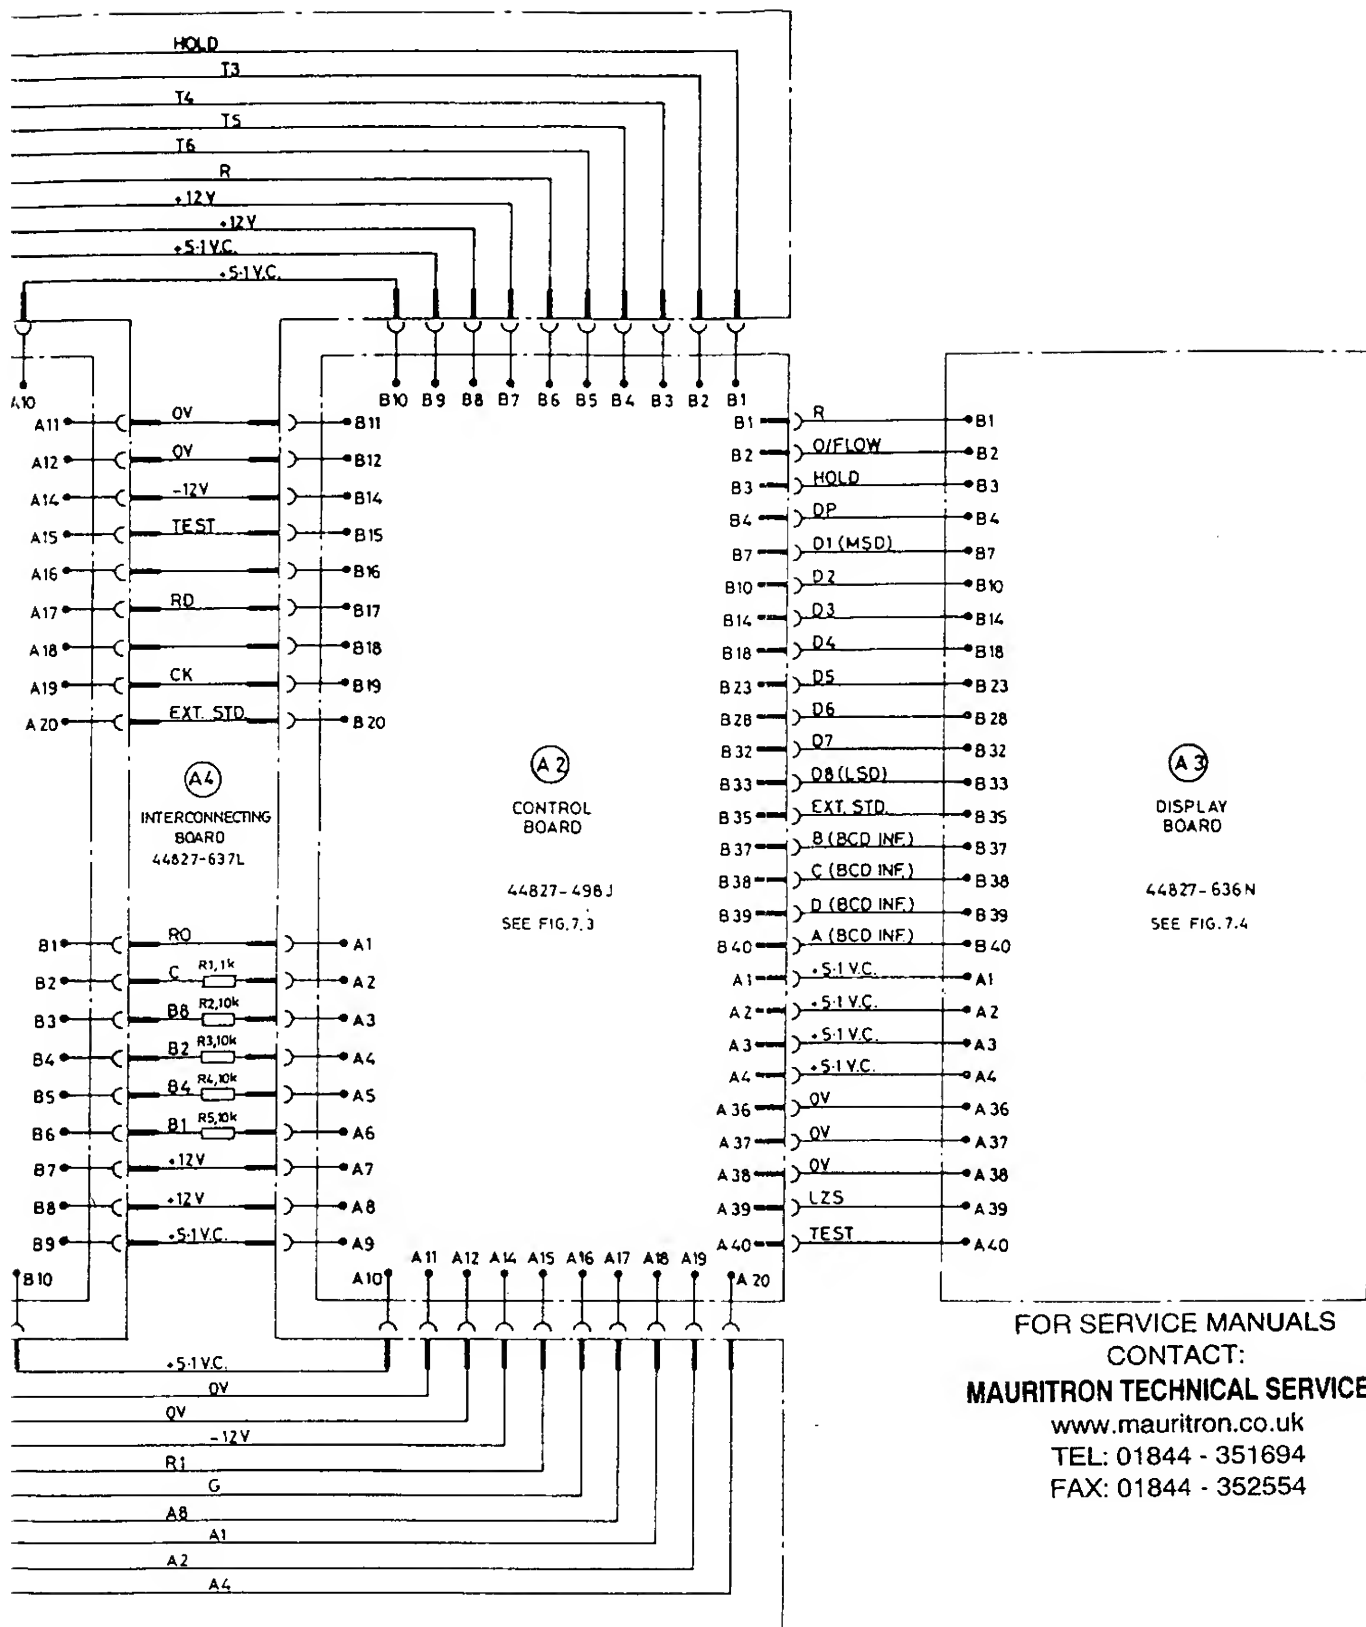 HOLD
T3
T4
T5
T6
R
+12V
+12V
+5·1V.C.
+5·1V.C.
A10
B10 B9 B8 B7 B6 B5 B4 B3 B2 B1
A11 0V B11
A12 0V B12
A14 -12V B14
A15 TEST B15
A16 B16
A17 RD B17
A18 B18
A19 CK B19
A20 EXT. STD B20
B1 R B1
B2 O/FLOW B2
B3 HOLD B3
B4 DP B4
B7 D1 (MSD) B7
B10 D2 B10
B14 D3 B14
B18 D4 B18
B23 D5 B23
B28 D6 B28
B32 D7 B32
B33 D8 (LSD) B33
B35 EXT. STD. B35
B37 B (BCD INF.) B37
B38 C (BCD INF.) B38
B39 D (BCD INF.) B39
B40 A (BCD INF.) B40
A1 +5·1 V.C. A1
A2 +5·1 V.C. A2
A3 +5·1 V.C. A3
A4 +5·1 V.C. A4
A36 0V A36
A37 0V A37
A38 0V A38
A39 LZS A39
A40 TEST A40
A4
INTERCONNECTING
BOARD
44827-637L
A2
CONTROL
BOARD
44827-498J
SEE FIG.7.3
A3
DISPLAY
BOARD
44827-636N
SEE FIG.7.4
B1 RO A1
B2 C R1,1k A2
B3 B8 R2,10k A3
B4 B2 R3,10k A4
B5 B4 R4,10k A5
B6 B1 R5,10k A6
B7 +12V A7
B8 +12V A8
B9 +5·1V.C. A9
B10
A10 A11 A12 A14 A15 A16 A17 A18 A19 A20
+5·1V.C.
0V
0V
-12V
R1
G
A8
A1
A2
A4
FOR SERVICE MANUALS
CONTACT:
MAURITRON TECHNICAL SERVICE
www.mauritron.co.uk
TEL: 01844 - 351694
FAX: 01844 - 352554